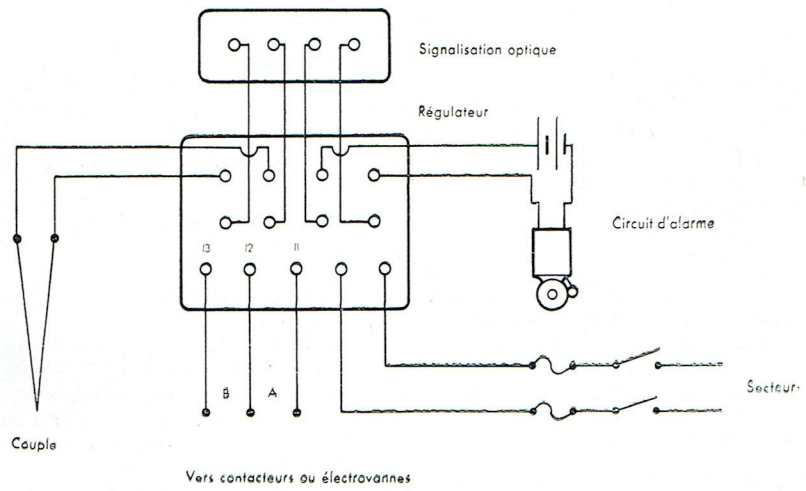 Signalisation optique
Régulateur
Circuit d'alarme
13 12 11
B A
Secteur
Couple
Vers contacteurs ou électrovannes